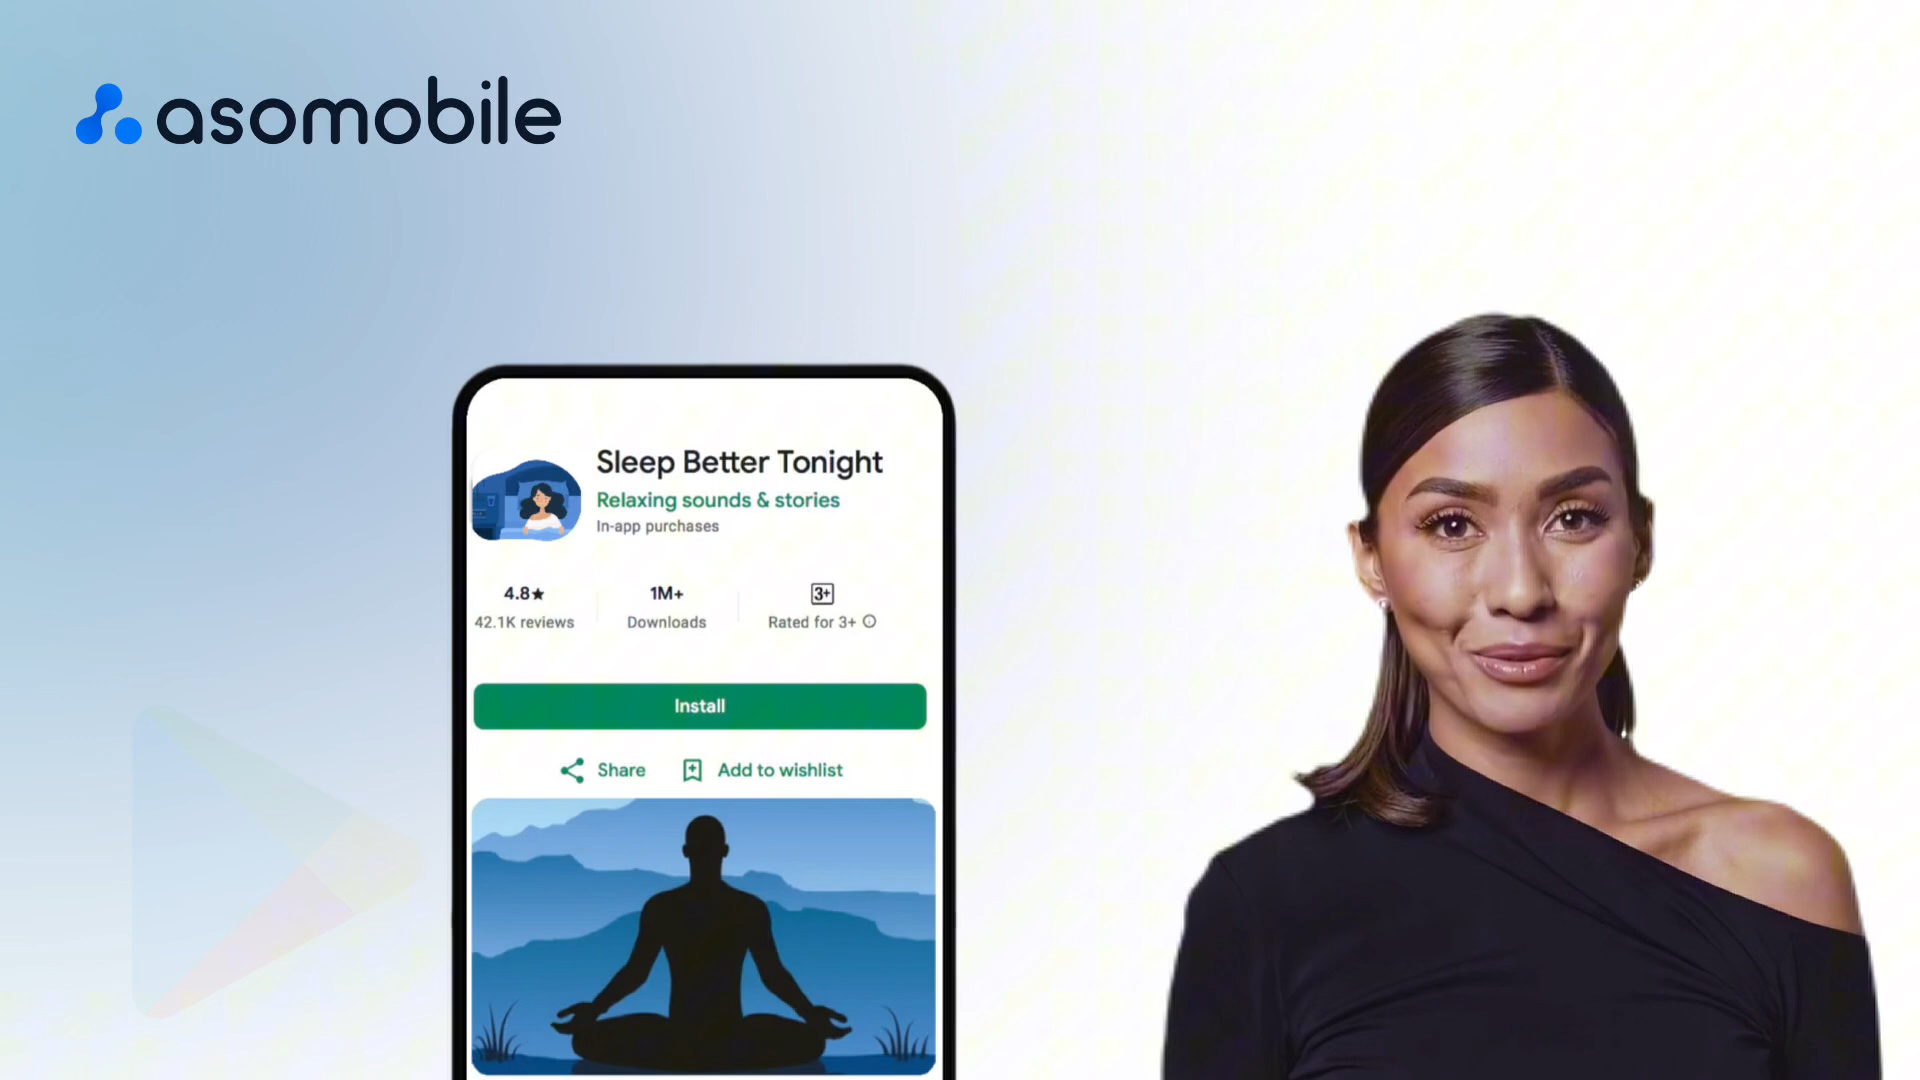 asomobile
Sleep Better Tonight
Relaxing sounds & stories
In-app purchases
4.8★ 1M+ 3+
42.1K reviews Downloads Rated for 3+
Install
Share Add to wishlist